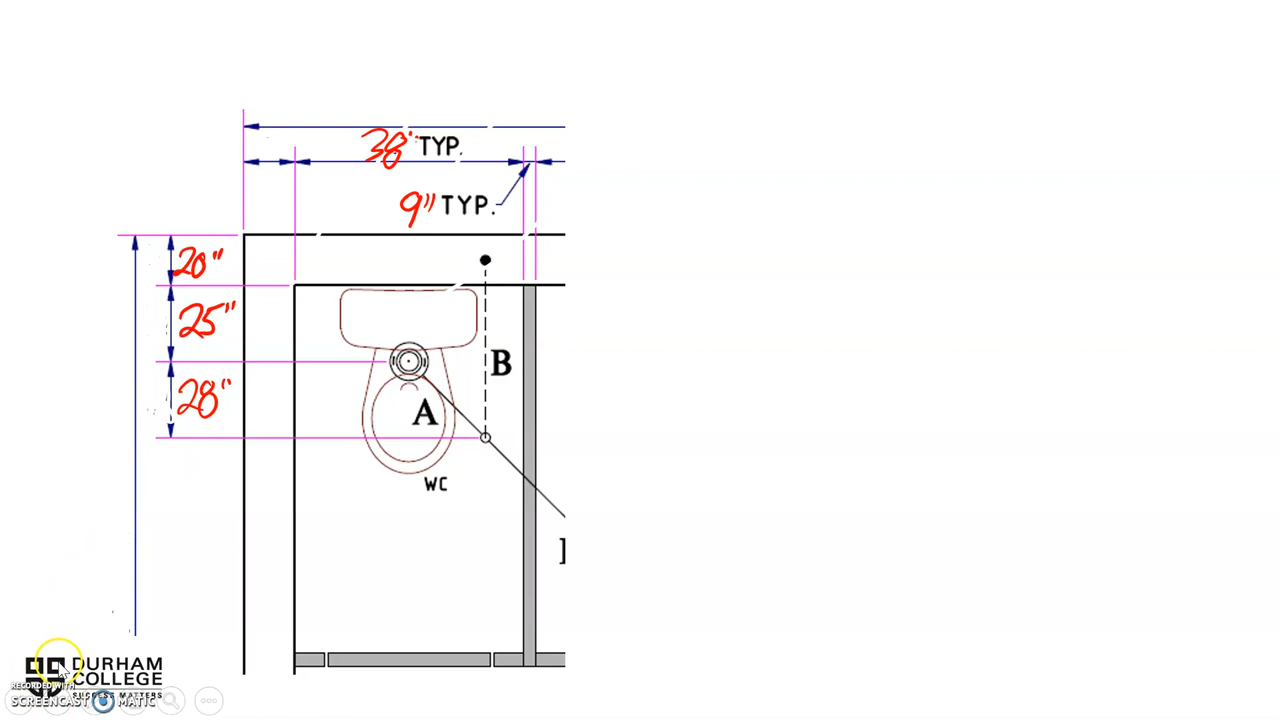 38" TYP.
9" TYP.
20"
25"
B
28"
A
WC
DURHAM
COLLEGE
SUCCESS MATTERS
RECORDED WITH
SCREENCAST MATIC